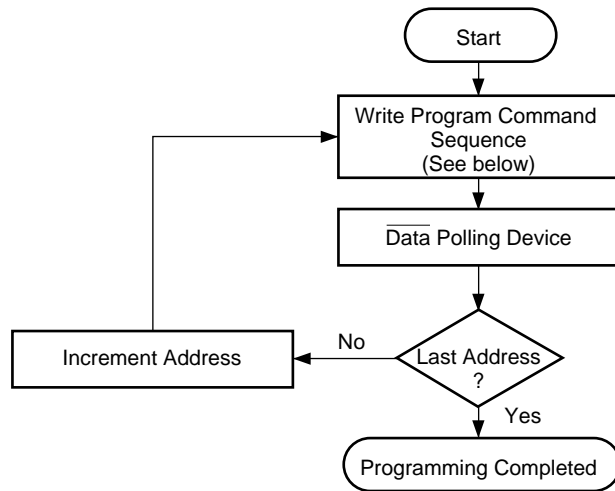 Start
Write Program Command
Sequence
(See below)
Data Polling Device
No
Increment Address
Last Address
?
Yes
Programming Completed